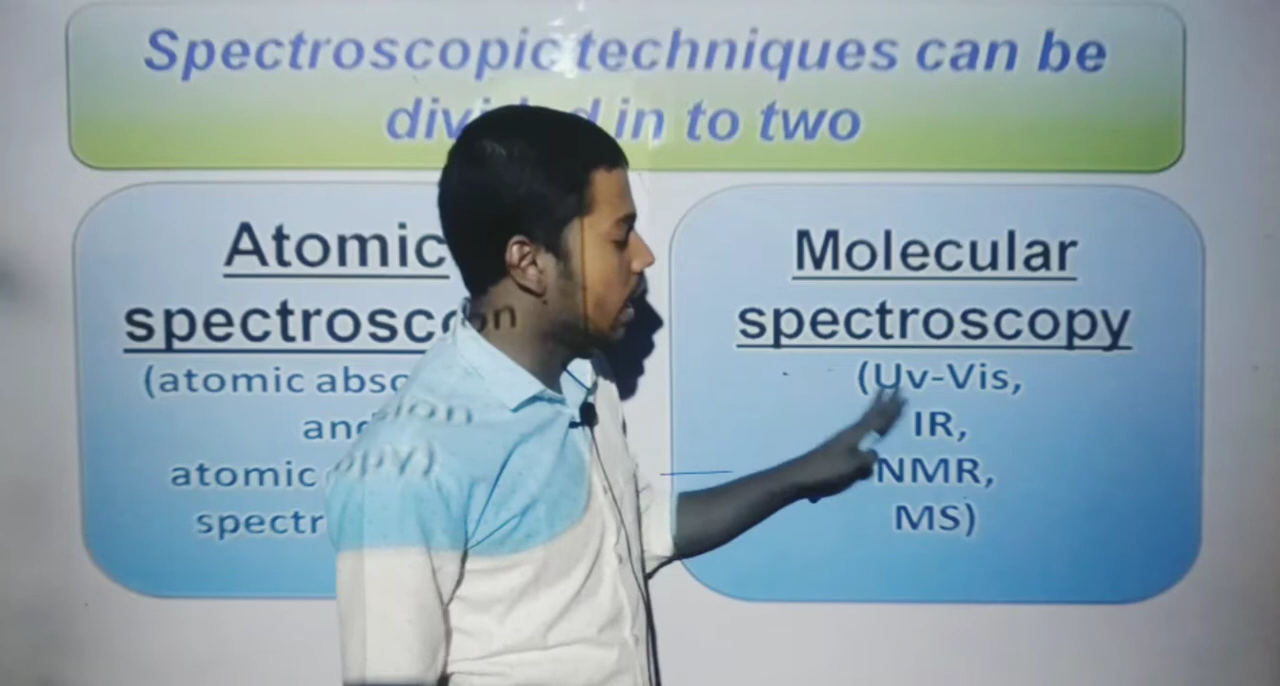 Spectroscopic techniques can be
in to two
Atomic
(atomic
atomic
Molecular
spectroscopy
(Uv-Vis,
IR,
NMR,
MS)